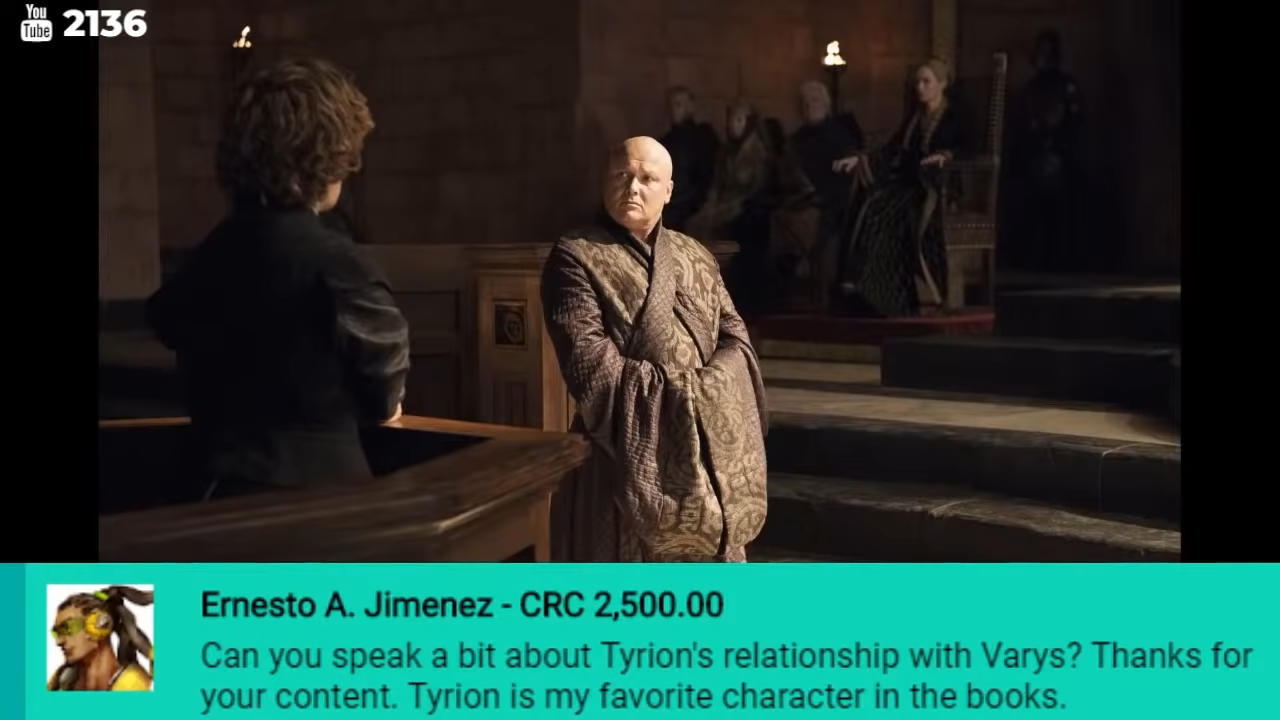 You
Tube 2136
Ernesto A. Jimenez - CRC 2,500.00
Can you speak a bit about Tyrion's relationship with Varys? Thanks for
your content. Tyrion is my favorite character in the books.